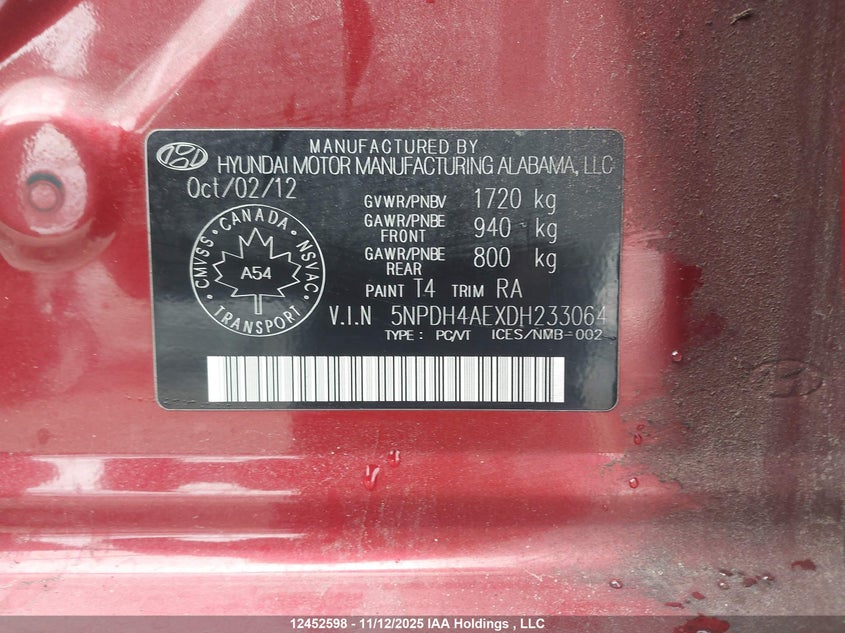 MANUFACTURED BY
HYUNDAI MOTOR MANUFACTURING ALABAMA, LLC
Oct/02/12
GVWR/PNBV 1720 kg
GAWR/PNBE FRONT 940 kg
GAWR/PNBE REAR 800 kg
CMVSS · CANADA · NSVAC · TRANSPORT ·
A54
PAINT T4 TRIM RA
V.I.N 5NPDH4AEXDH233064
TYPE : PC/VT ICES/NMB-002
12452598 - 11/12/2025 IAA Holdings , LLC